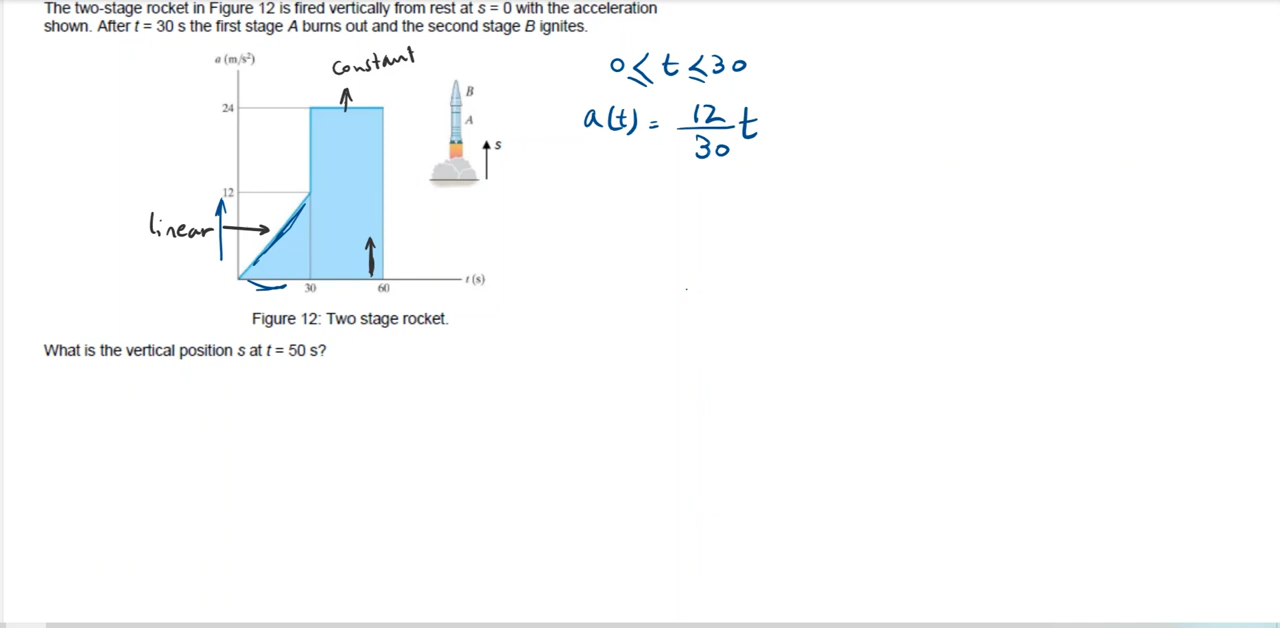 The two-stage rocket in Figure 12 is fired vertically from rest at s = 0 with the acceleration
shown. After t = 30 s the first stage A burns out and the second stage B ignites.
a (m/s²)
constant
24
B
A
s
12
linear
t (s)
30
60
Figure 12: Two stage rocket.
What is the vertical position s at t = 50 s?
0 ≤ t ≤ 30
a(t) = 12/30 t